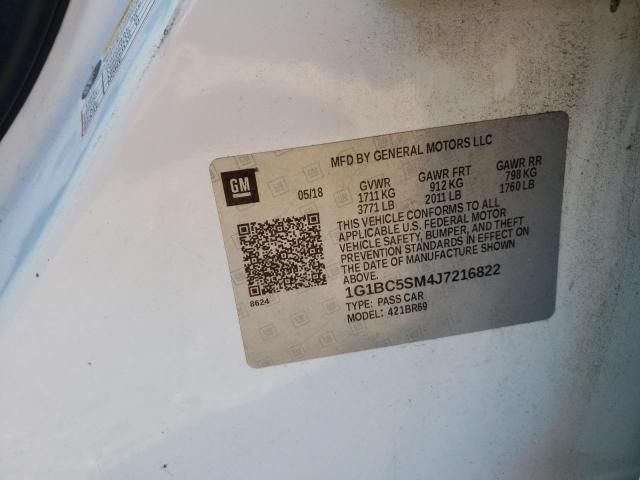 MFD BY GENERAL MOTORS LLC
GM
05/18 GVWR GAWR FRT GAWR RR
1711 KG 912 KG 798 KG
3771 LB 2011 LB 1760 LB
THIS VEHICLE CONFORMS TO ALL
APPLICABLE U.S. FEDERAL MOTOR
VEHICLE SAFETY, BUMPER, AND THEFT
PREVENTION STANDARDS IN EFFECT ON
THE DATE OF MANUFACTURE SHOWN
ABOVE.
8624
1G1BC5SM4J7216822
TYPE: PASS CAR
MODEL: 421BR69